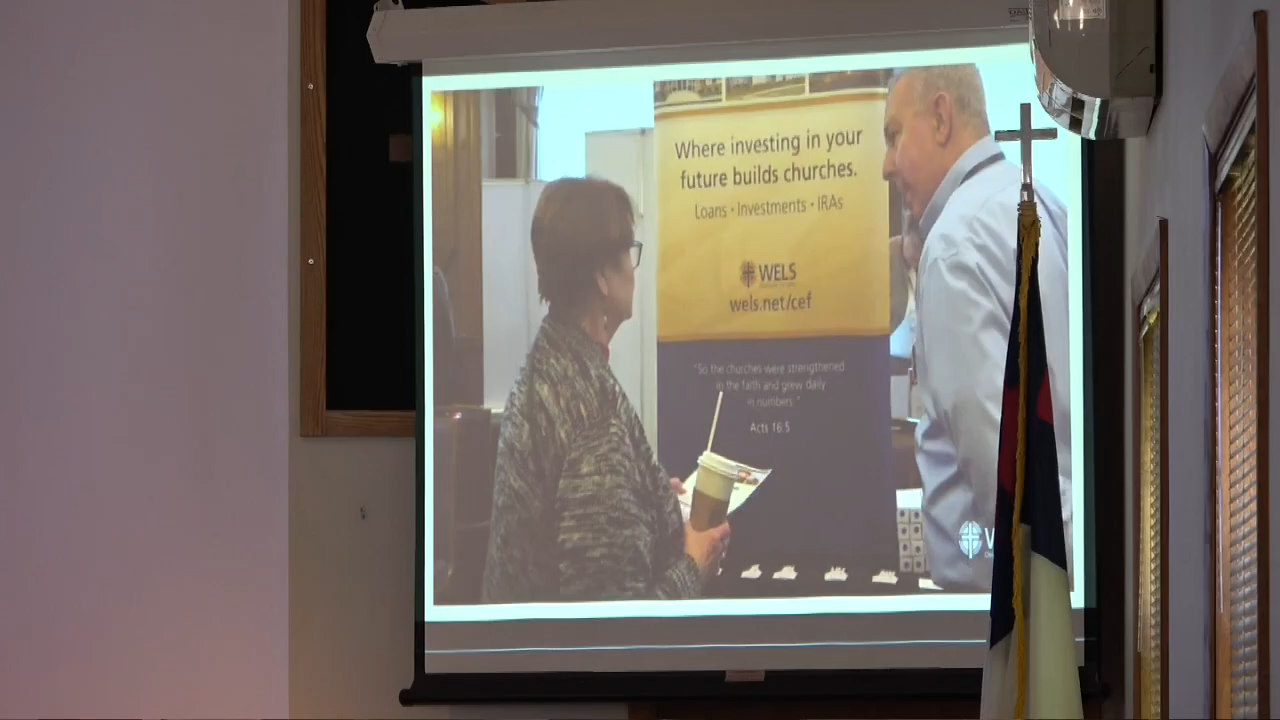 Where investing in your
future builds churches.
Loans • Investments • IRAs
WELS
wels.net/cef
"So the churches were strengthened
in the faith and grew daily
in numbers."
Acts 16:5